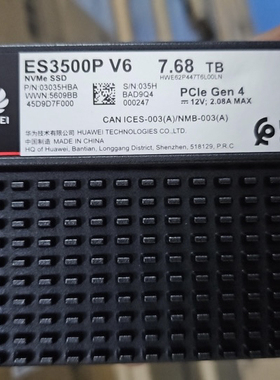 ES3500P V6 7.68 TB
NVMe SSD HWE62P447T6L00LN
P/N:03035HBA S/N:035H
WWN:5609BB BAD9Q4
45D9D7F000 000247
PCIe Gen 4
12V; 2.08A MAX
CAN ICES-003(A)/NMB-003(A)
华为技术有限公司 HUAWEI TECHNOLOGIES CO.,LTD.
中国制造 MADE IN CHINA
HQ of Huawei, Bantian, Longgang District, Shenzhen, 518129, P.R.C